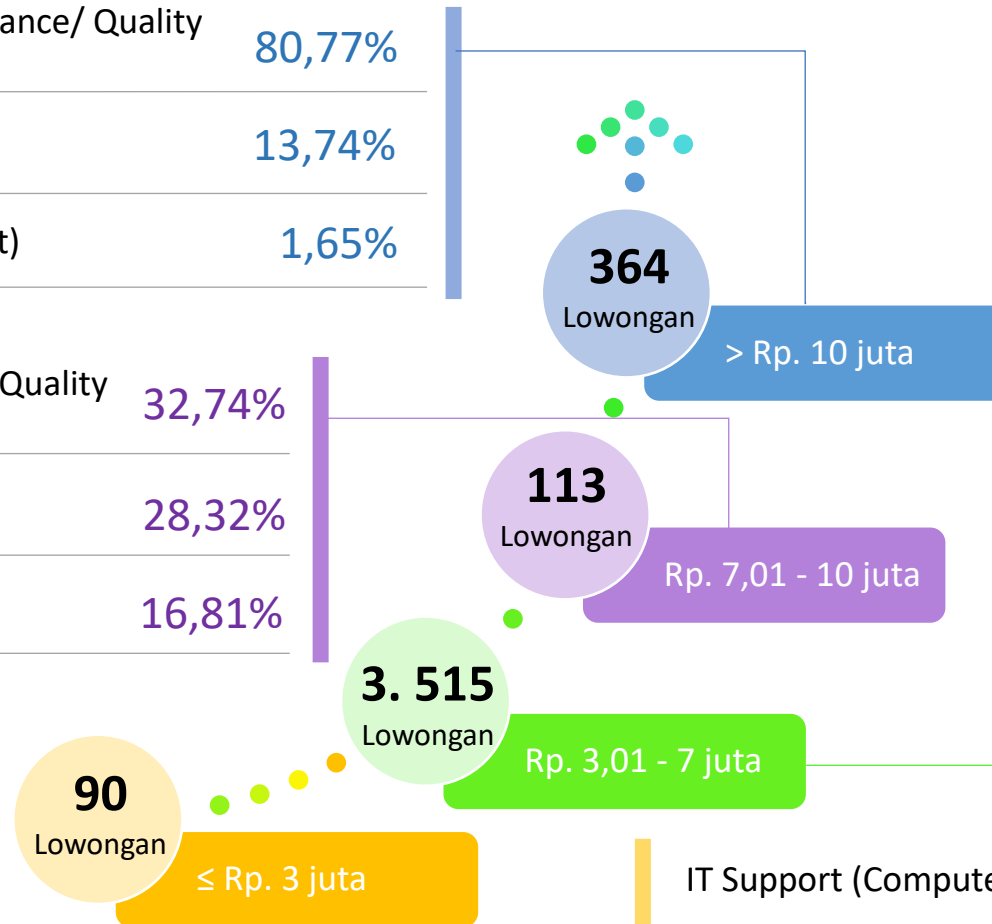 ance/ Quality
80,77%
13,74%
t)
1,65%
364
Lowongan
> Rp. 10 juta
Quality
32,74%
28,32%
16,81%
113
Lowongan
Rp. 7,01 - 10 juta
3. 515
Lowongan
Rp. 3,01 - 7 juta
90
Lowongan
≤ Rp. 3 juta
IT Support (Compute